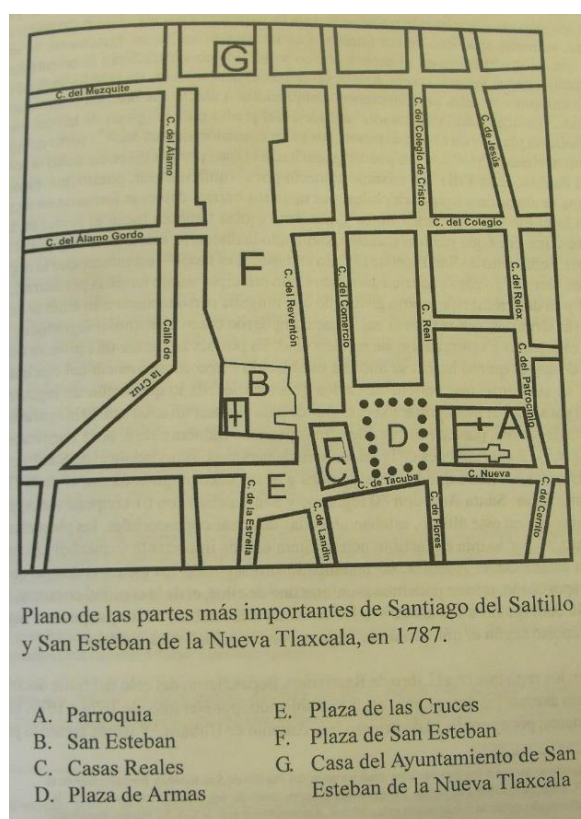 G
C. del Mezquite
C. del Álamo
C. del Colegio de Cristo
C. de Jesús
C. del Álamo Gordo
C. del Colegio
F
C. del Reventón
C. del Comercio
C. Real
C. del Relox
Calle de
la Cruz
C. del Patrocinio
B
D
A
C
E
C. de Tacuba
C. Nueva
C. de la Estrella
C. de Landín
C. de Flores
C. del Cerrito
Plano de las partes más importantes de Santiago del Saltillo
y San Esteban de la Nueva Tlaxcala, en 1787.
A. Parroquia
B. San Esteban
C. Casas Reales
D. Plaza de Armas
E. Plaza de las Cruces
F. Plaza de San Esteban
G. Casa del Ayuntamiento de San
Esteban de la Nueva Tlaxcala